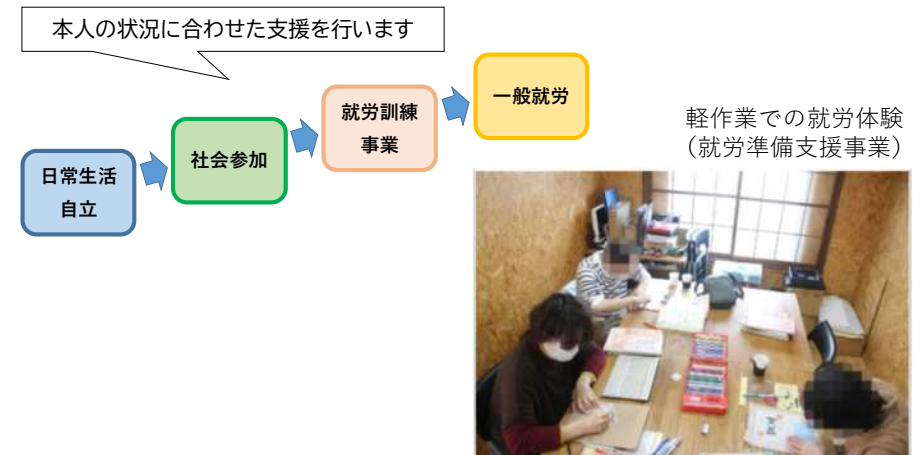 本人の状況に合わせた支援を行います
一般就労
就労訓練
事業
社会参加
日常生活
自立
軽作業での就労体験
（就労準備支援事業）